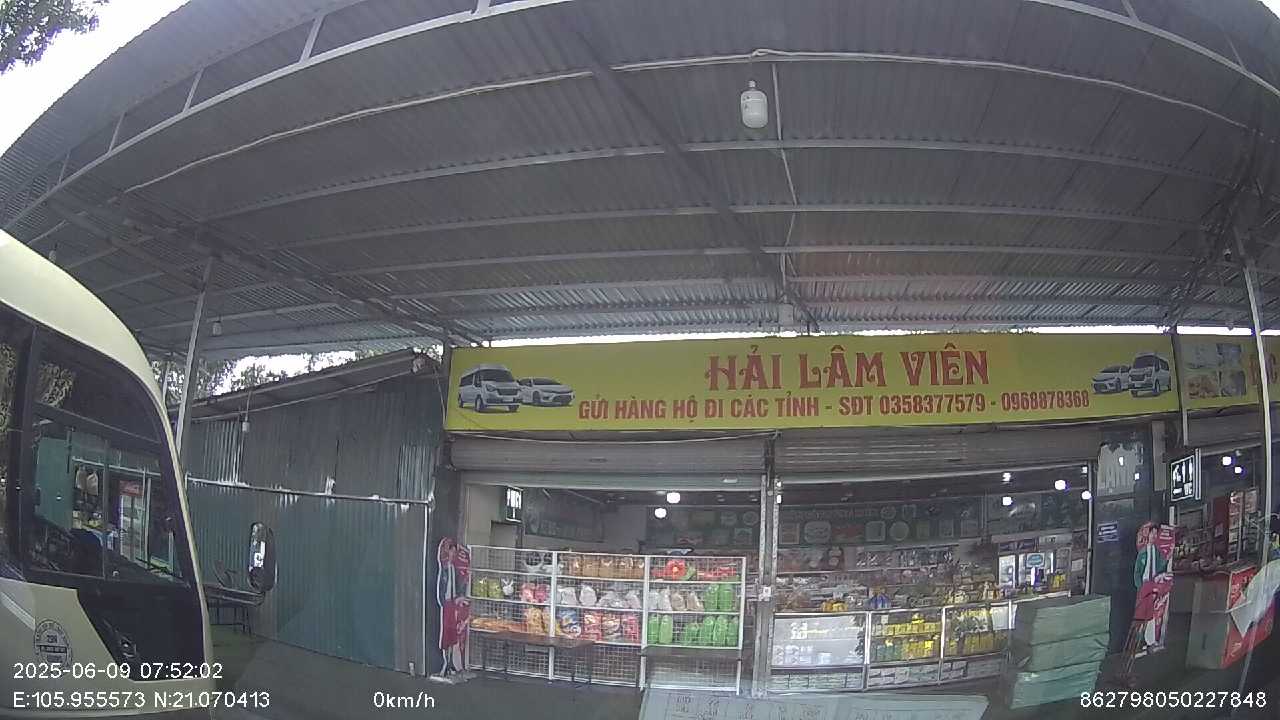 HẢI LÂM VIÊN
GỬI HÀNG HỘ ĐI CÁC TỈNH - SĐT 0358377579 - 0968878368
2025-06-09 07:52:02
E:105.955573 N:21.070413
0km/h
862798050227848